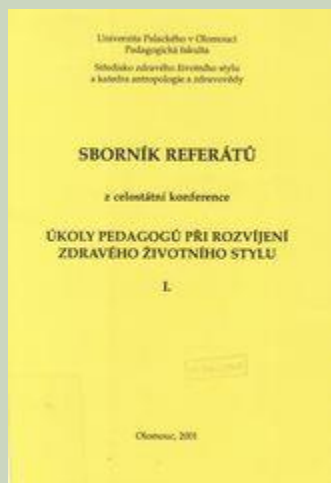 Univerzita Palackého v Olomouci
Pedagogická fakulta
Středisko zdravého životního stylu
a katedra antropologie a zdravovědy
SBORNÍK REFERÁTŮ
z celostátní konference
ÚKOLY PEDAGOGŮ PŘI ROZVÍJENÍ
ZDRAVÉHO ŽIVOTNÍHO STYLU
I.
Olomouc, 2001